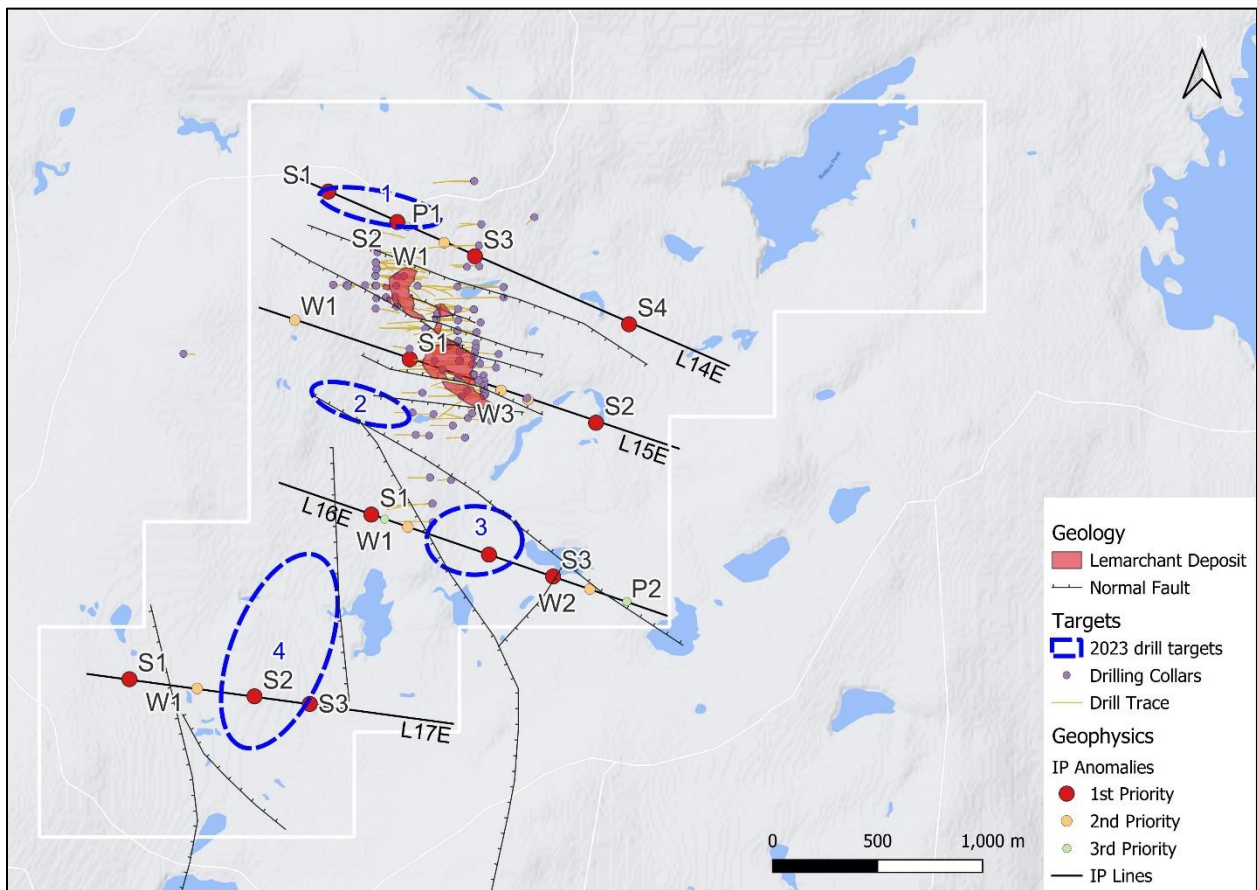 N
S1
1
P1
S2
W1
S3
S4
L14E
W1
S1
2
W3
S2
L15E
L16E
S1
W1
3
S3
W2
P2
4
S1
W1
S2
S3
L17E
Geology
Lemarchant Deposit
Normal Fault
Targets
2023 drill targets
Drilling Collars
Drill Trace
Geophysics
IP Anomalies
1st Priority
2nd Priority
3rd Priority
IP Lines
0 500 1,000 m